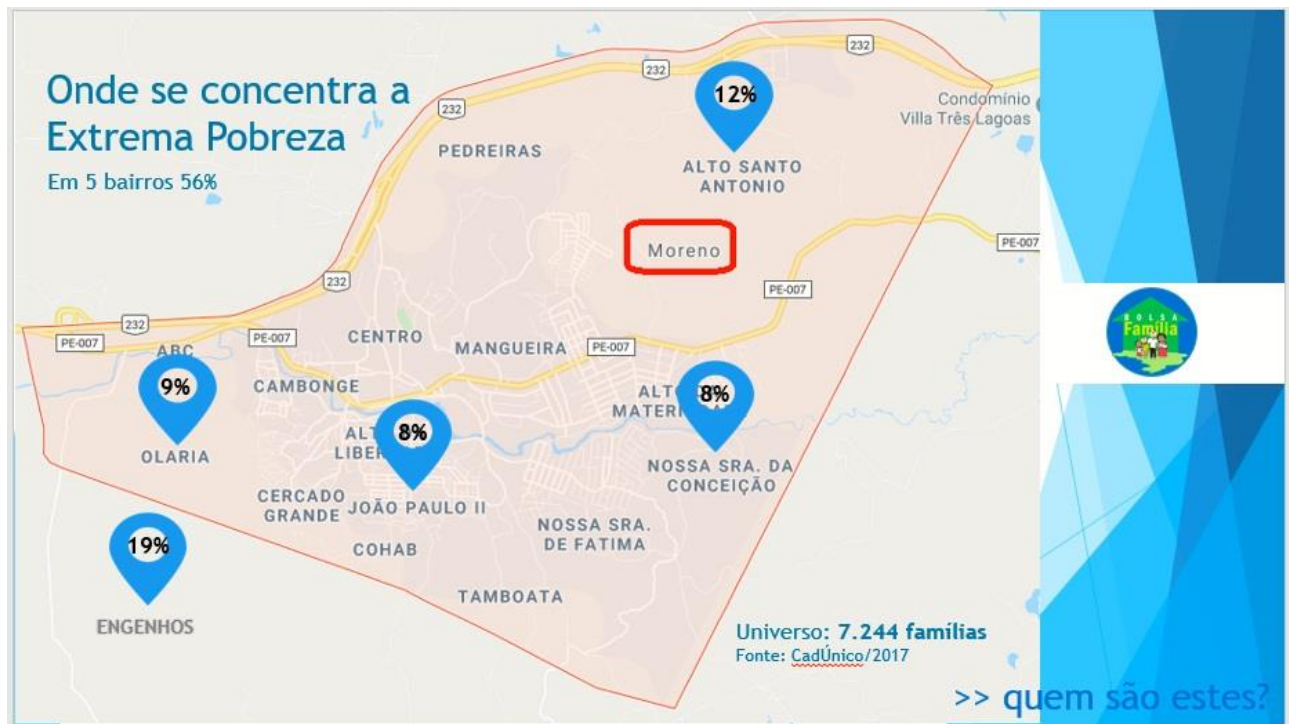 Onde se concentra a
Extrema Pobreza
Em 5 bairros 56%
232
232
12%
Condomínio
Villa Três Lagoas
232
PEDREIRAS
ALTO SANTO
ANTONIO
Moreno
PE-007
232
PE-007
232
PE-007
PE-007
CENTRO
MANGUEIRA
PE-007
ABC
BOLSA
Família
9%
CAMBONGE
8%
8%
OLARIA
NOSSA SRA. DA
CONCEIÇÃO
CERCADO
GRANDE
JOÃO PAULO II
NOSSA SRA.
DE FATIMA
COHAB
19%
TAMBOATA
ENGENHOS
Universo: 7.244 famílias
Fonte: CadÚnico/2017
>> quem são estes?